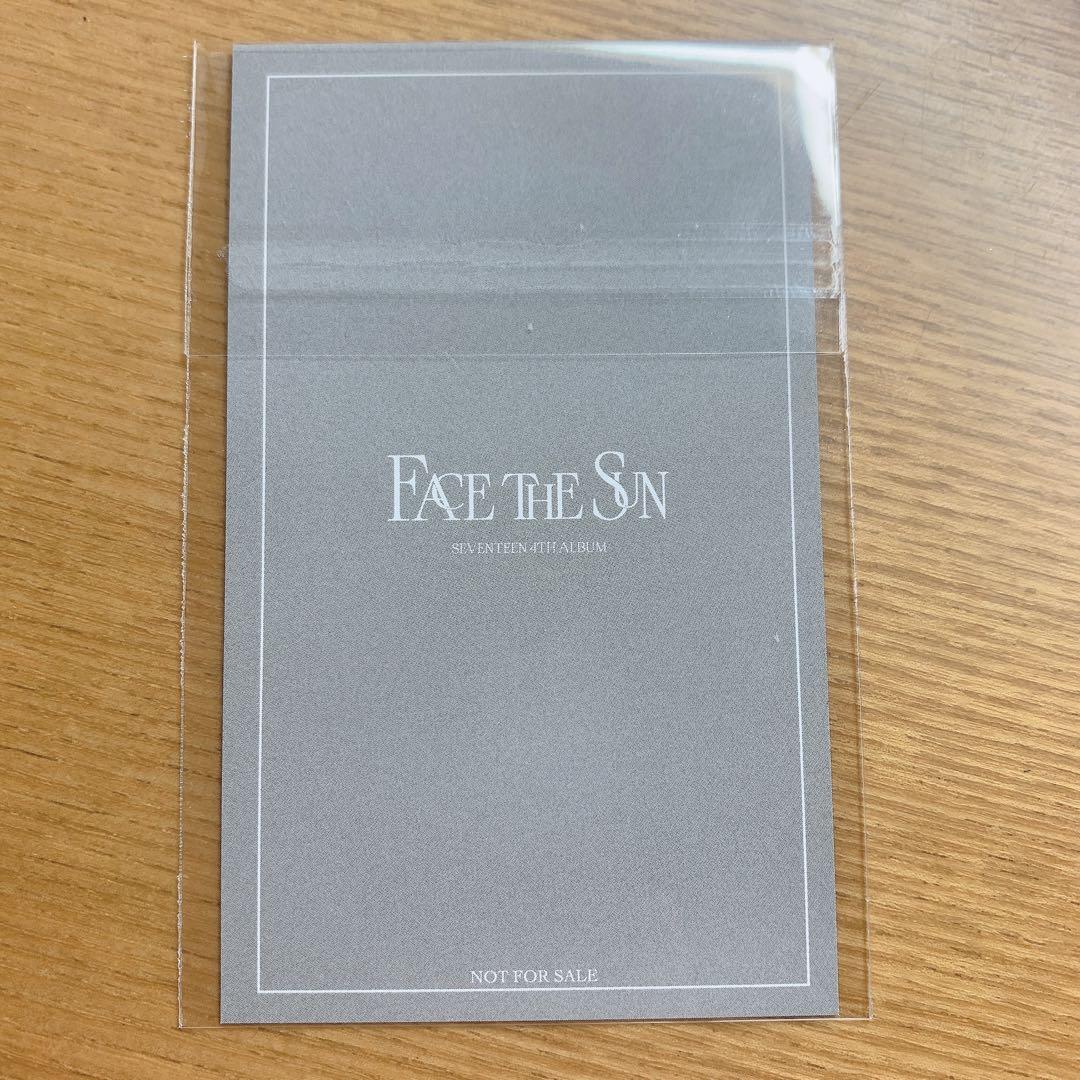 FACE THE SUN
SEVENTEEN 4TH ALBUM
NOT FOR SALE